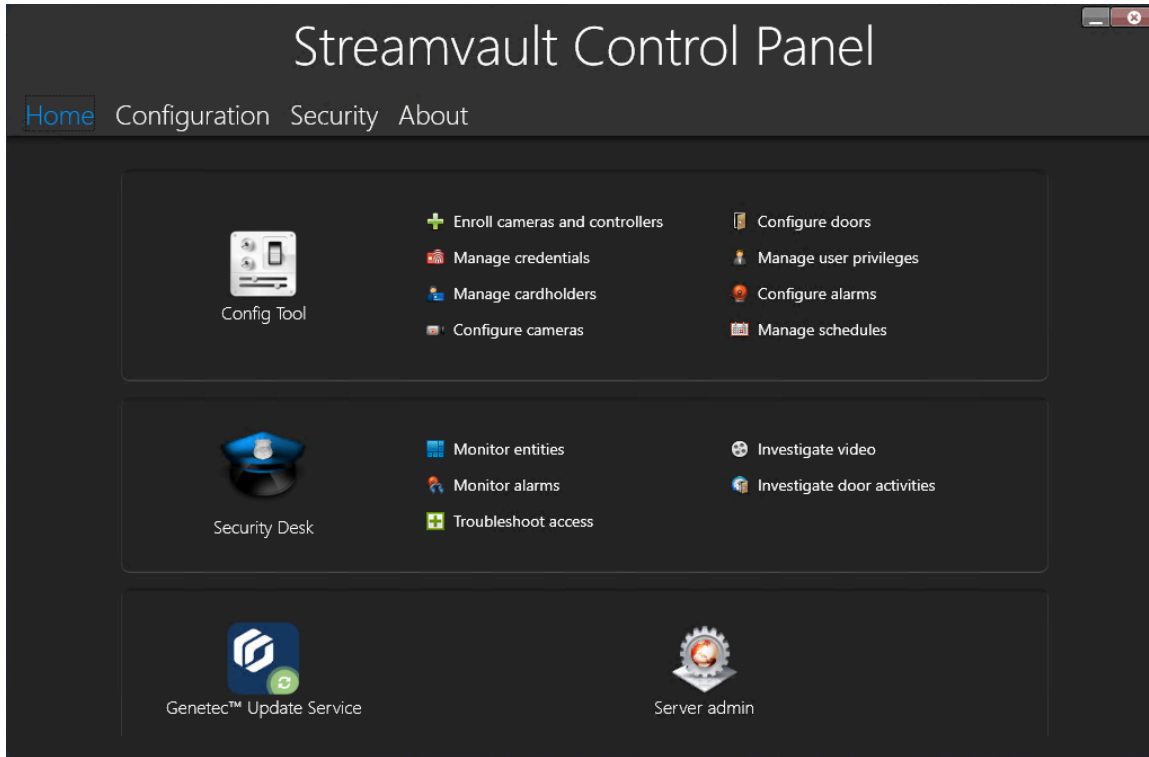 Streamvault Control Panel
Home Configuration Security About
Enroll cameras and controllers
Manage credentials
Manage cardholders
Configure cameras
Configure doors
Manage user privileges
Configure alarms
Manage schedules
Config Tool
Monitor entities
Monitor alarms
Troubleshoot access
Investigate video
Investigate door activities
Security Desk
Genetec™ Update Service
Server admin